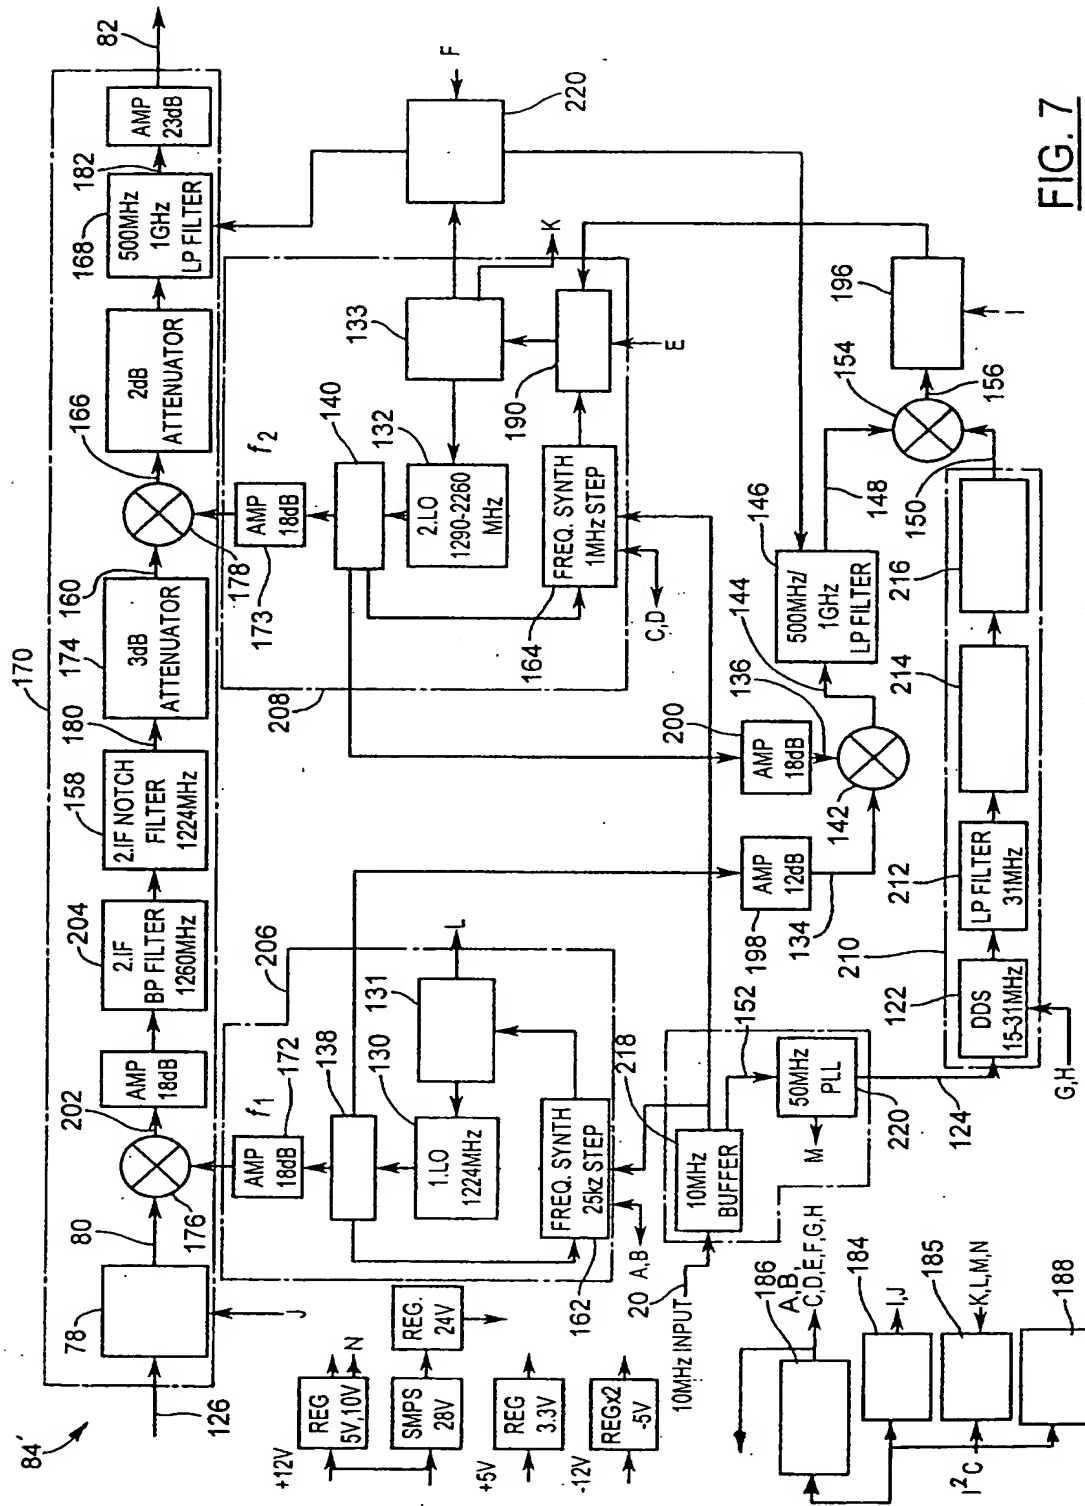 84'
170
126
78
J
80
176
202
AMP
18dB
204
2.IF
BP FILTER
1260MHz
158
2.IF NOTCH
FILTER
1224MHz
180
174
3dB
ATTENUATOR
160
178
166
2dB
ATTENUATOR
168
500MHz
1GHz
LP FILTER
182
AMP
23dB
82
f1
AMP
18dB
172
138
130
1.LO
1224MHz
131
L
206
FREQ. SYNTH
25kz STEP
162
A,B
f2
AMP
18dB
173
140
132
2.LO
1290-2260
MHz
133
K
190
E
FREQ. SYNTH
1MHz STEP
164
C,D
208
F
220
+12V
REG
5V,10V
N
SMPS
28V
REG.
24V
+5V
REG
3.3V
-12V
REGx2
-5V
20
10MHz INPUT
218
10MHz
BUFFER
152
50MHz
PLL
M
220
124
198
AMP
12dB
134
200
AMP
18dB
136
142
144
146
500MHz/
1GHz
LP FILTER
148
150
154
156
196
I
210
122
DDS
15-31MHz
G,H
212
LP FILTER
31MHz
214
216
186
A,B,
C,D,E,F,G,H
184
I,J
185
K,L,M,N
I2C
188
FIG. 7